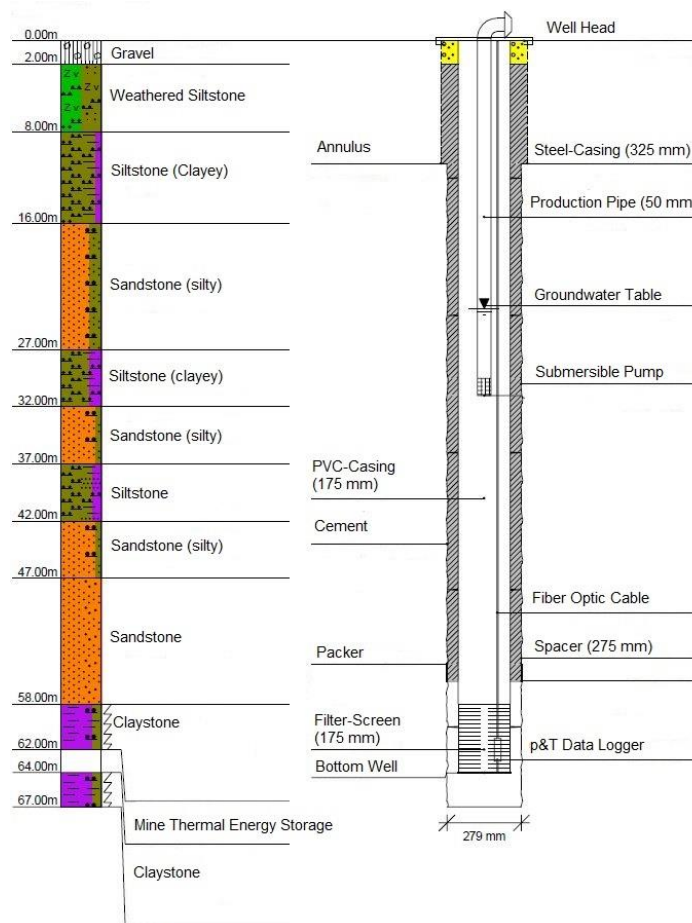 0.00m
Gravel
2.00m
Weathered Siltstone
8.00m
Siltstone (Clayey)
16.00m
Sandstone (silty)
27.00m
Siltstone (clayey)
32.00m
Sandstone (silty)
37.00m
Siltstone
42.00m
Sandstone (silty)
47.00m
Sandstone
58.00m
Claystone
62.00m
64.00m
67.00m
Mine Thermal Energy Storage
Claystone
Well Head
Annulus
Steel-Casing (325 mm)
Production Pipe (50 mm
Groundwater Table
Submersible Pump
PVC-Casing
(175 mm)
Cement
Fiber Optic Cable
Packer
Spacer (275 mm)
Filter-Screen
(175 mm)
p&T Data Logger
Bottom Well
279 mm